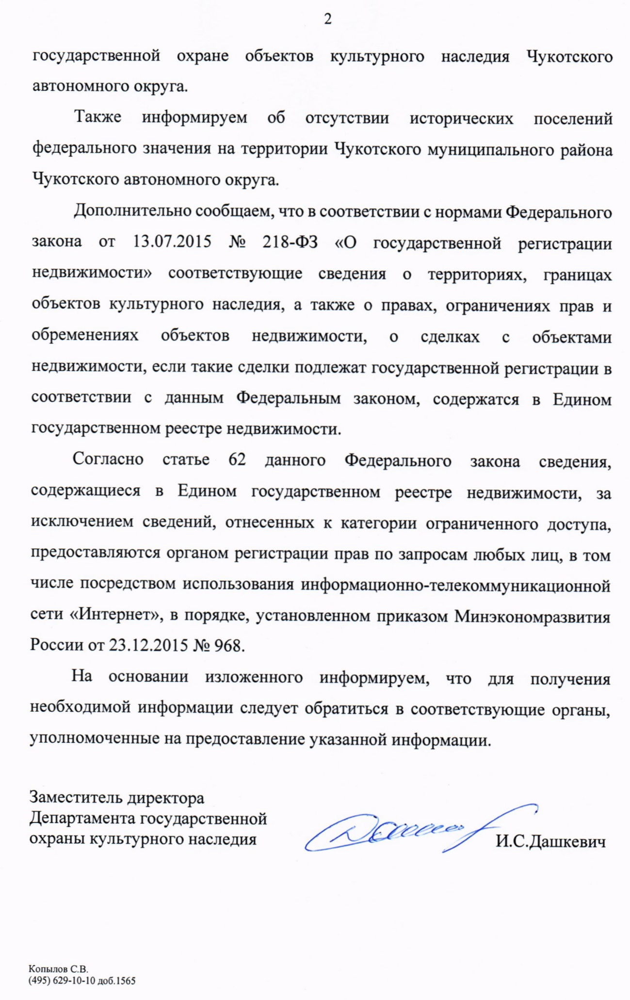 2
государственной охране объектов культурного наследия Чукотского
автономного округа.
Также информируем об отсутствии исторических поселений
федерального значения на территории Чукотского муниципального района
Чукотского автономного округа.
Дополнительно сообщаем, что в соответствии с нормами Федерального
закона от 13.07.2015 № 218-ФЗ «О государственной регистрации
недвижимости» соответствующие сведения о территориях, границах
объектов культурного наследия, а также о правах, ограничениях прав и
обременениях объектов недвижимости, о сделках с объектами
недвижимости, если такие сделки подлежат государственной регистрации в
соответствии с данным Федеральным законом, содержатся в Едином
государственном реестре недвижимости.
Согласно статье 62 данного Федерального закона сведения,
содержащиеся в Едином государственном реестре недвижимости, за
исключением сведений, отнесенных к категории ограниченного доступа,
предоставляются органом регистрации прав по запросам любых лиц, в том
числе посредством использования информационно-телекоммуникационной
сети «Интернет», в порядке, установленном приказом Минэкономразвития
России от 23.12.2015 № 968.
На основании изложенного информируем, что для получения
необходимой информации следует обратиться в соответствующие органы,
уполномоченные на предоставление указанной информации.
Заместитель директора
Департамента государственной
охраны культурного наследия
И.С.Дашкевич
Копылов С.В.
(495) 629-10-10 доб.1565